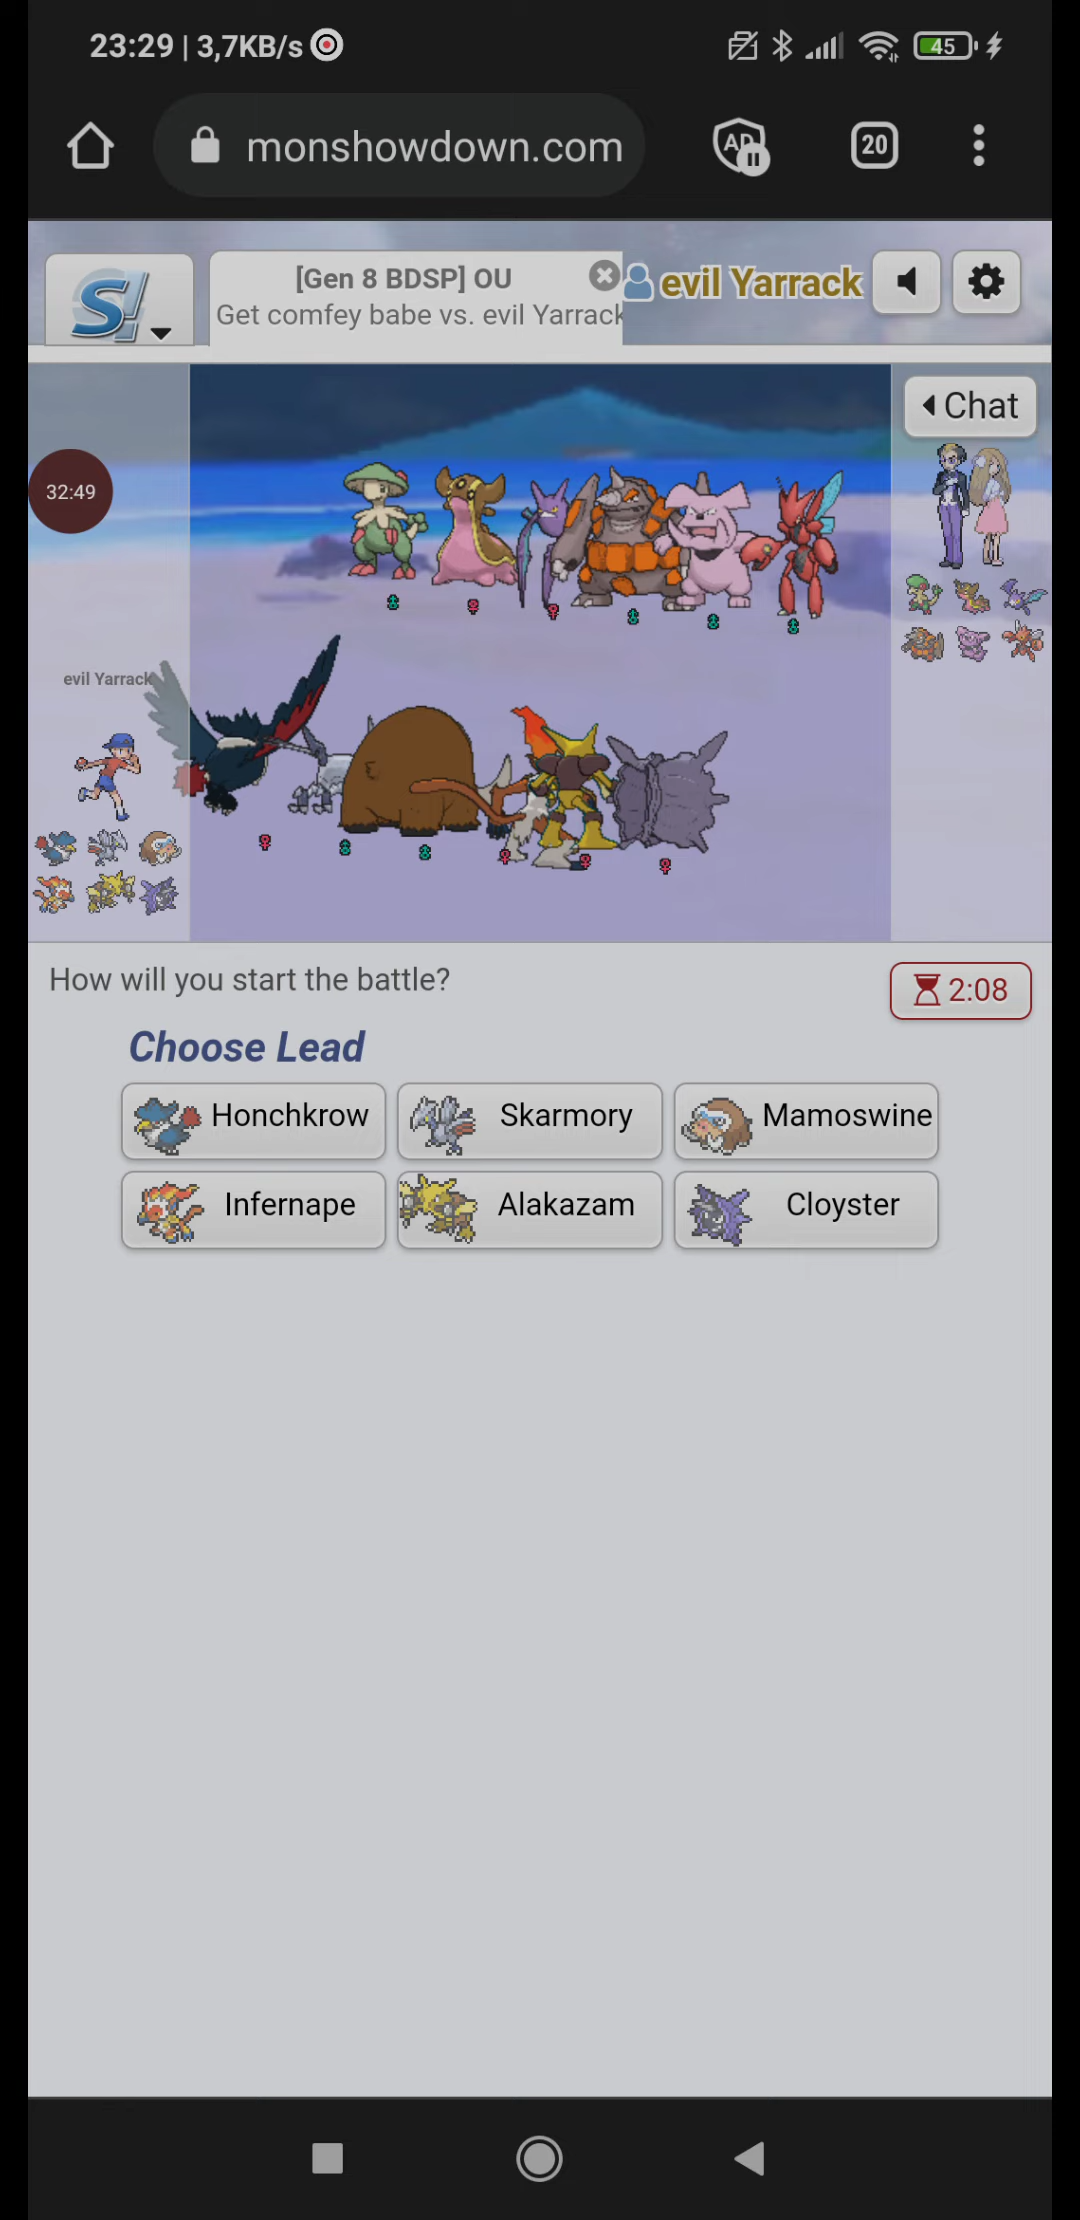 23:29 | 3,7KB/s
45
monshowdown.com
AD
20
S!
[Gen 8 BDSP] OU
Get comfey babe vs. evil Yarrack
evil Yarrack
Chat
32:49
evil Yarrack
How will you start the battle?
2:08
Choose Lead
Honchkrow
Skarmory
Mamoswine
Infernape
Alakazam
Cloyster